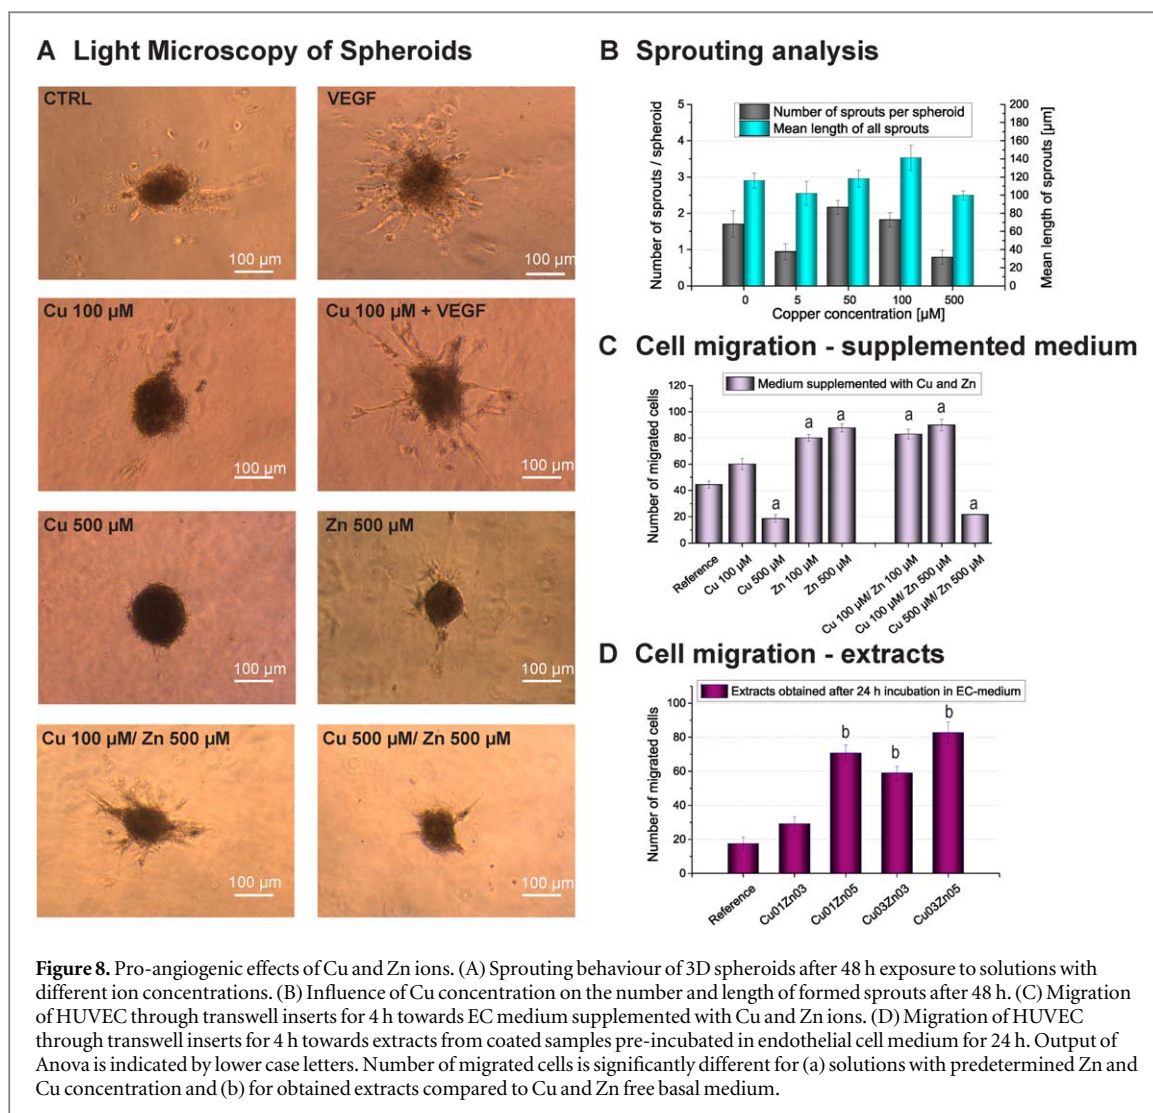 A Light Microscopy of Spheroids
CTRL
100 µm
VEGF
100 µm
Cu 100 µM
100 µm
Cu 100 µM + VEGF
100 µm
Cu 500 µM
100 µm
Zn 500 µM
100 µm
Cu 100 µM/ Zn 500 µM
100 µm
Cu 500 µM/ Zn 500 µM
100 µm
B Sprouting analysis
Number of sprouts per spheroid
Mean length of all sprouts
Number of sprouts / spheroid
5
4
3
2
1
0
Mean length of sprouts [µm]
200
180
160
140
120
100
80
60
40
20
0
0 5 50 100 500
Copper concentration [µM]
C Cell migration - supplemented medium
Medium supplemented with Cu and Zn
Number of migrated cells
120
100
80
60
40
20
0
a a a a a a
Reference
Cu 100 µM
Cu 500 µM
Zn 100 µM
Zn 500 µM
Cu 100 µM/ Zn 100 µM
Cu 100 µM/ Zn 500 µM
Cu 500 µM/ Zn 500 µM
D Cell migration - extracts
Extracts obtained after 24 h incubation in EC-medium
Number of migrated cells
100
80
60
40
20
0
b b b
Reference
Cu01Zn03
Cu01Zn05
Cu03Zn03
Cu03Zn05
Figure 8. Pro-angiogenic effects of Cu and Zn ions. (A) Sprouting behaviour of 3D spheroids after 48 h exposure to solutions with
different ion concentrations. (B) Influence of Cu concentration on the number and length of formed sprouts after 48 h. (C) Migration
of HUVEC through transwell inserts for 4 h towards EC medium supplemented with Cu and Zn ions. (D) Migration of HUVEC
through transwell inserts for 4 h towards extracts from coated samples pre-incubated in endothelial cell medium for 24 h. Output of
Anova is indicated by lower case letters. Number of migrated cells is significantly different for (a) solutions with predetermined Zn and
Cu concentration and (b) for obtained extracts compared to Cu and Zn free basal medium.